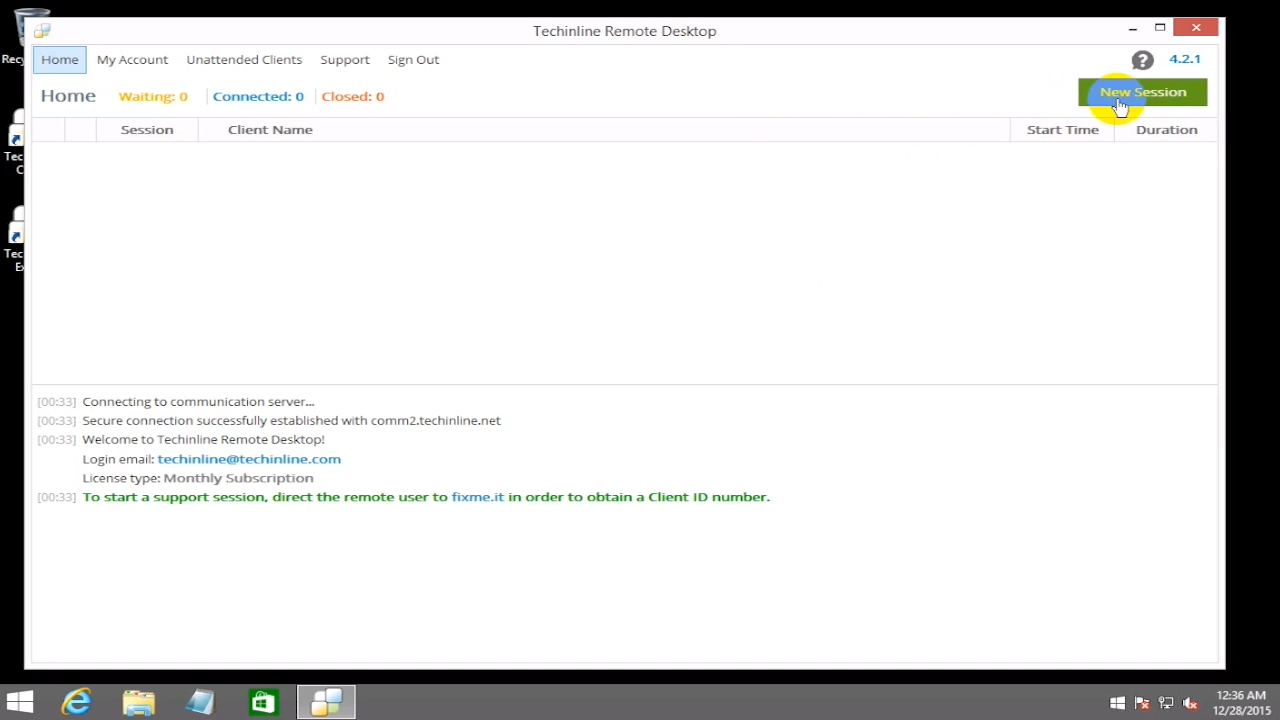 Techinline Remote Desktop
Home My Account Unattended Clients Support Sign Out
? 4.2.1
Home Waiting: 0 Connected: 0 Closed: 0
New Session
Session Client Name Start Time Duration
[00:33] Connecting to communication server...
[00:33] Secure connection successfully established with comm2.techinline.net
[00:33] Welcome to Techinline Remote Desktop!
Login email: techinline@techinline.com
License type: Monthly Subscription
[00:33] To start a support session, direct the remote user to fixme.it in order to obtain a Client ID number.
12:36 AM
12/28/2015